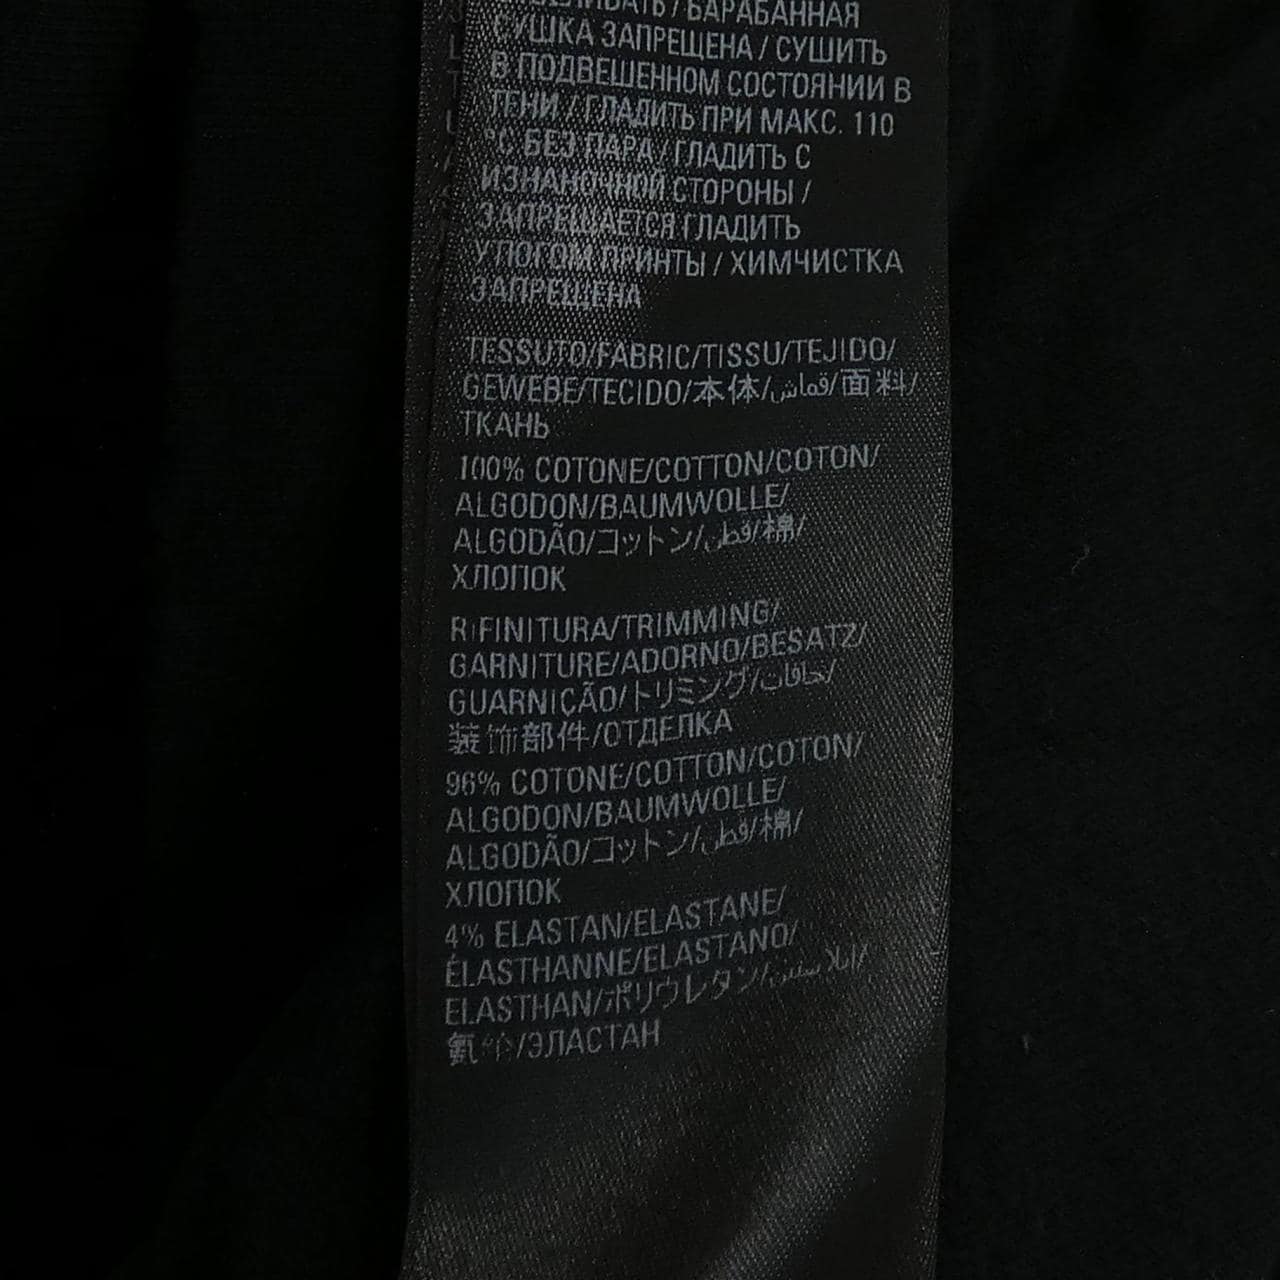 БАРАБАННАЯ
СУШКА ЗАПРЕЩЕНА / СУШИТЬ
В ПОДВЕШЕННОМ СОСТОЯНИИ В
ТЕНИ / ГЛАДИТЬ ПРИ МАКС. 110
°C БЕЗ ПАРА / ГЛАДИТЬ С
ИЗНАНОЧНОЙ СТОРОНЫ /
ЗАПРЕЩАЕТСЯ ГЛАДИТЬ
ПРИНТЫ / ХИМЧИСТКА
ЗАПРЕЩЕНА
TESSUTO/FABRIC/TISSU/TEJIDO/
GEWEBE/TECIDO/本体/قماش/面料/
ТКАНЬ
100% COTONE/COTTON/COTON/
ALGODON/BAUMWOLLE/
ALGODÃO/コットン/قطن/棉/
ХЛОПОК
RIFINITURA/TRIMMING/
GARNITURE/ADORNO/BESATZ/
GUARNIÇÃO/トリミング/حافات/
装饰部件/ОТДЕЛКА
96% COTONE/COTTON/COTON/
ALGODON/BAUMWOLLE/
ALGODÃO/コットン/قطن/棉/
ХЛОПОК
4% ELASTAN/ELASTANE/
ÉLASTHANNE/ELASTANO/
ELASTHAN/ポリウレタン/
ЭЛАСТАН